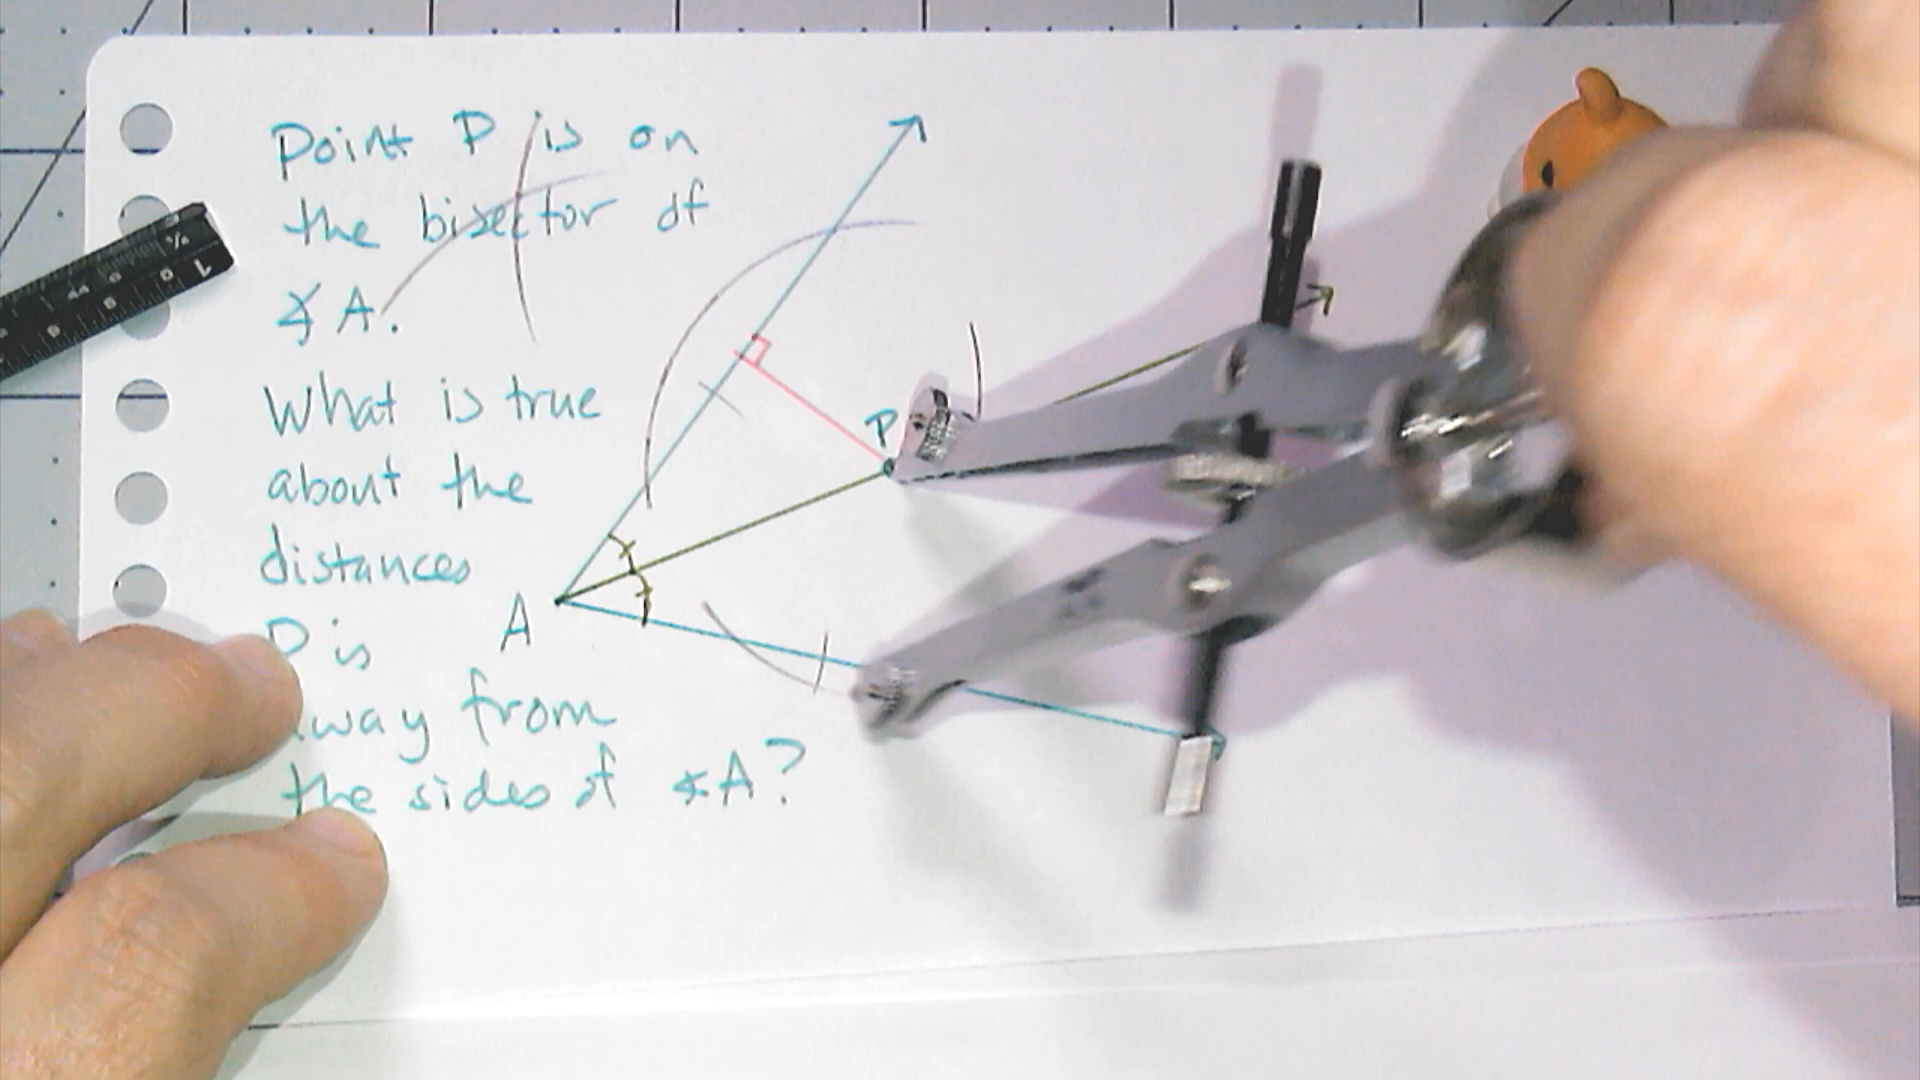 Point P is on
the bisector of
∡ A.
What is true
about the
distances
P is
away from
the sides of ∡A?
A
P